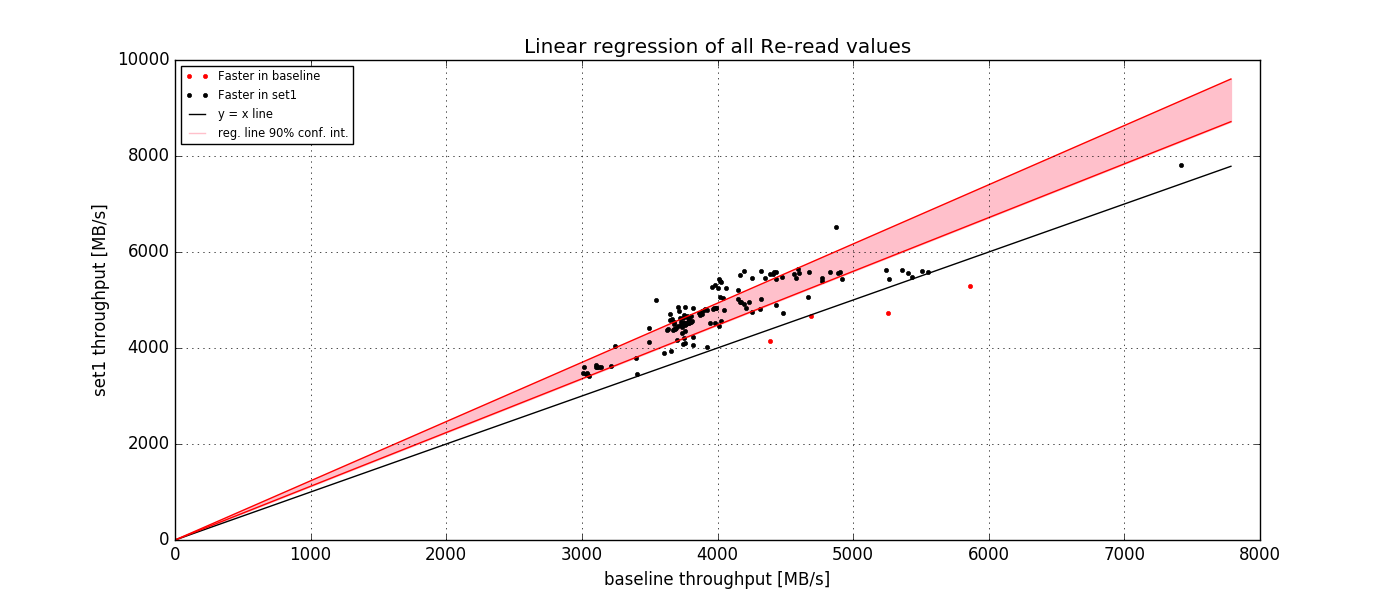 Linear regression of all Re-read values
Faster in baseline
Faster in set1
y = x line
reg. line 90% conf. int.
10000
8000
6000
4000
2000
0
set1 throughput [MB/s]
0 1000 2000 3000 4000 5000 6000 7000 8000
baseline throughput [MB/s]